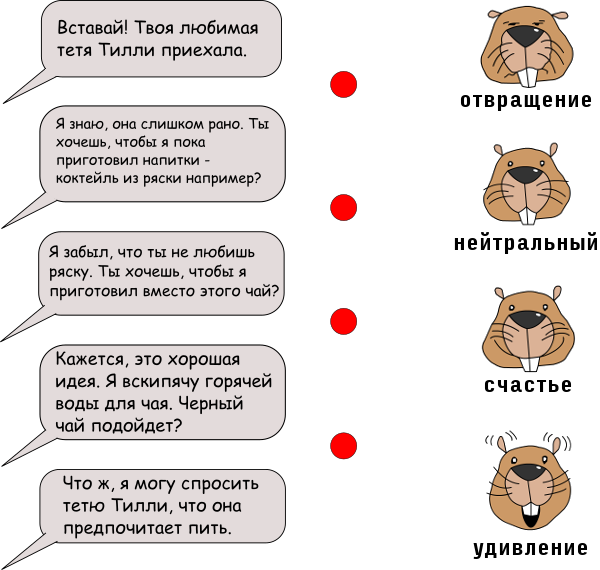 Вставай! Твоя любимая
тетя Тилли приехала.
Я знаю, она слишком рано. Ты
хочешь, чтобы я пока
приготовил напитки -
коктейль из ряски например?
Я забыл, что ты не любишь
ряску. Ты хочешь, чтобы я
приготовил вместо этого чай?
Кажется, это хорошая
идея. Я вскипячу горячей
воды для чая. Черный
чай подойдет?
Что ж, я могу спросить
тетю Тилли, что она
предпочитает пить.
отвращение
нейтральный
счастье
удивление